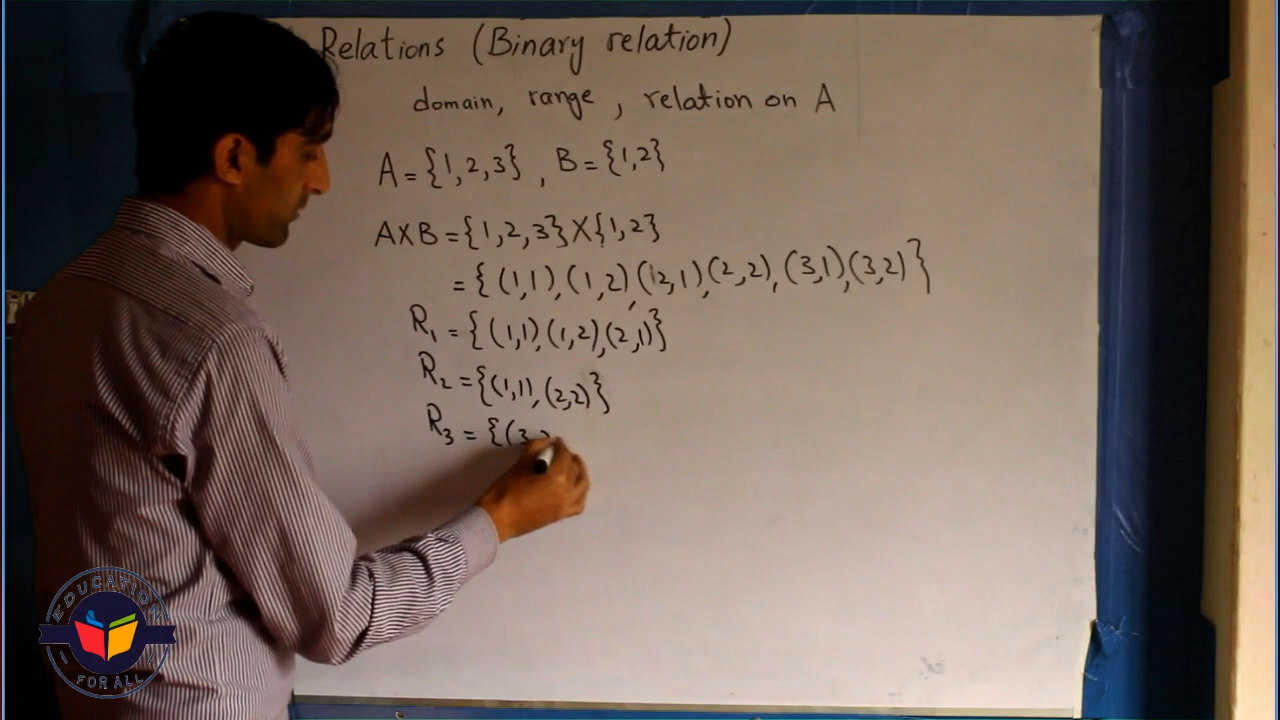 Relations (Binary relation)
domain, range , relation on A
A = {1,2,3} , B = {1,2}
AXB = {1,2,3}X{1,2}
= { (1,1), (1,2), (2,1), (2,2), (3,1), (3,2) }
R1 = { (1,1), (1,2), (2,1)}
R2 = {(1,1), (2,2)}
R3 = {(3,
EDUCATION
FOR ALL